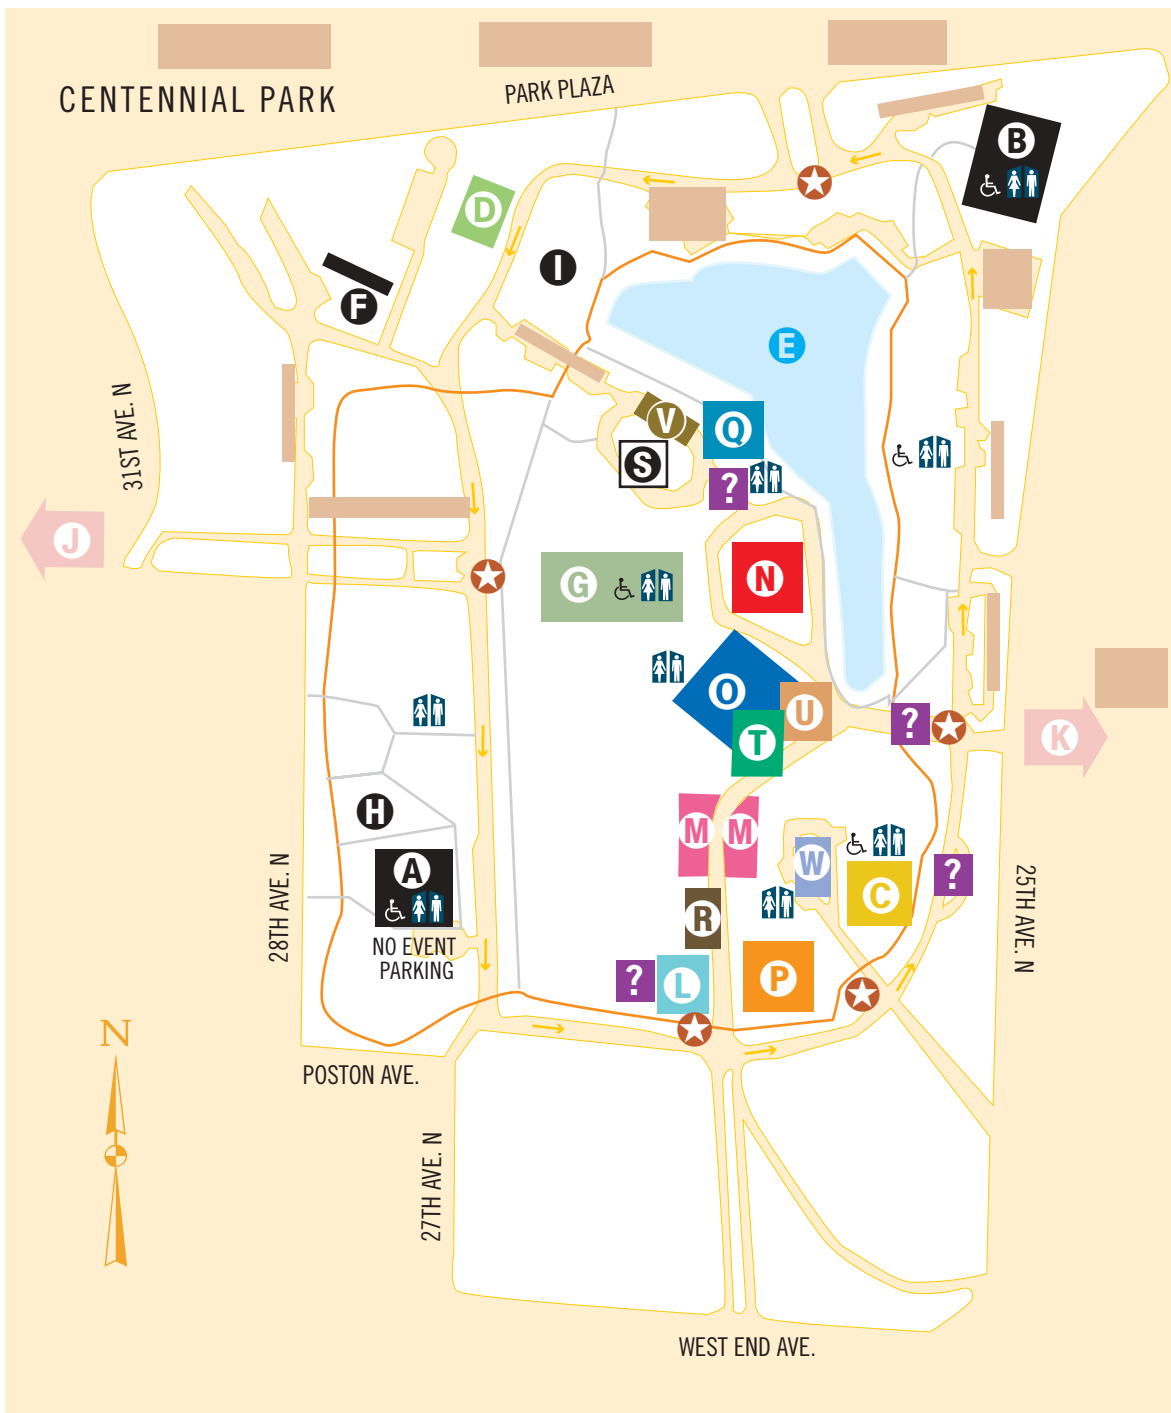 PARK PLAZA
CENTENNIAL PARK
B
D
I
F
E
31ST AVE. N
V
Q
S
?
J
G
N
O
U
?
K
T
M
M
H
W
A
?
C
R
28TH AVE. N
25TH AVE. N
NO EVENT
PARKING
?
L
P
N
POSTON AVE.
27TH AVE. N
WEST END AVE.